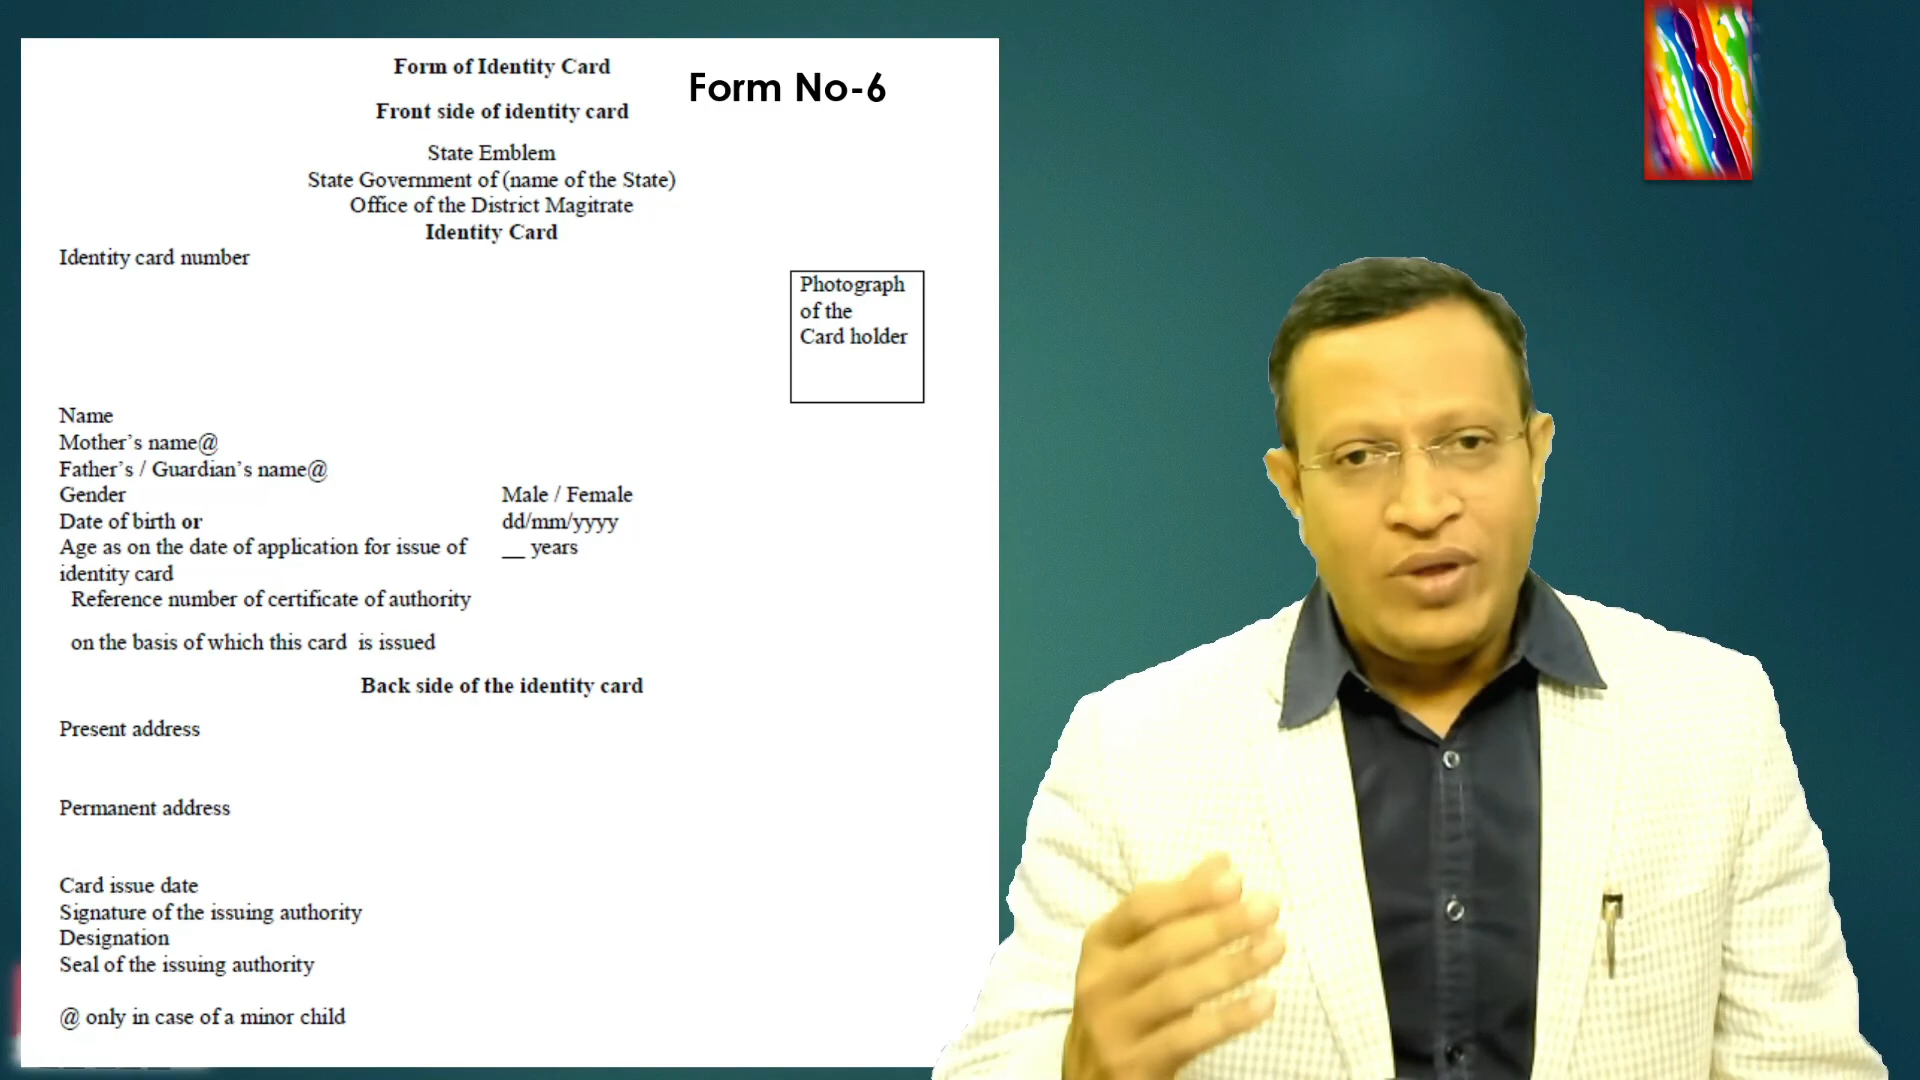 Form of Identity Card
Form No-6
Front side of identity card
State Emblem
State Government of (name of the State)
Office of the District Magitrate
Identity Card
Identity card number
Photograph
of the
Card holder
Name
Mother's name@
Father's / Guardian's name@
Gender Male / Female
Date of birth or dd/mm/yyyy
Age as on the date of application for issue of __ years
identity card
Reference number of certificate of authority
on the basis of which this card is issued
Back side of the identity card
Present address
Permanent address
Card issue date
Signature of the issuing authority
Designation
Seal of the issuing authority
@ only in case of a minor child